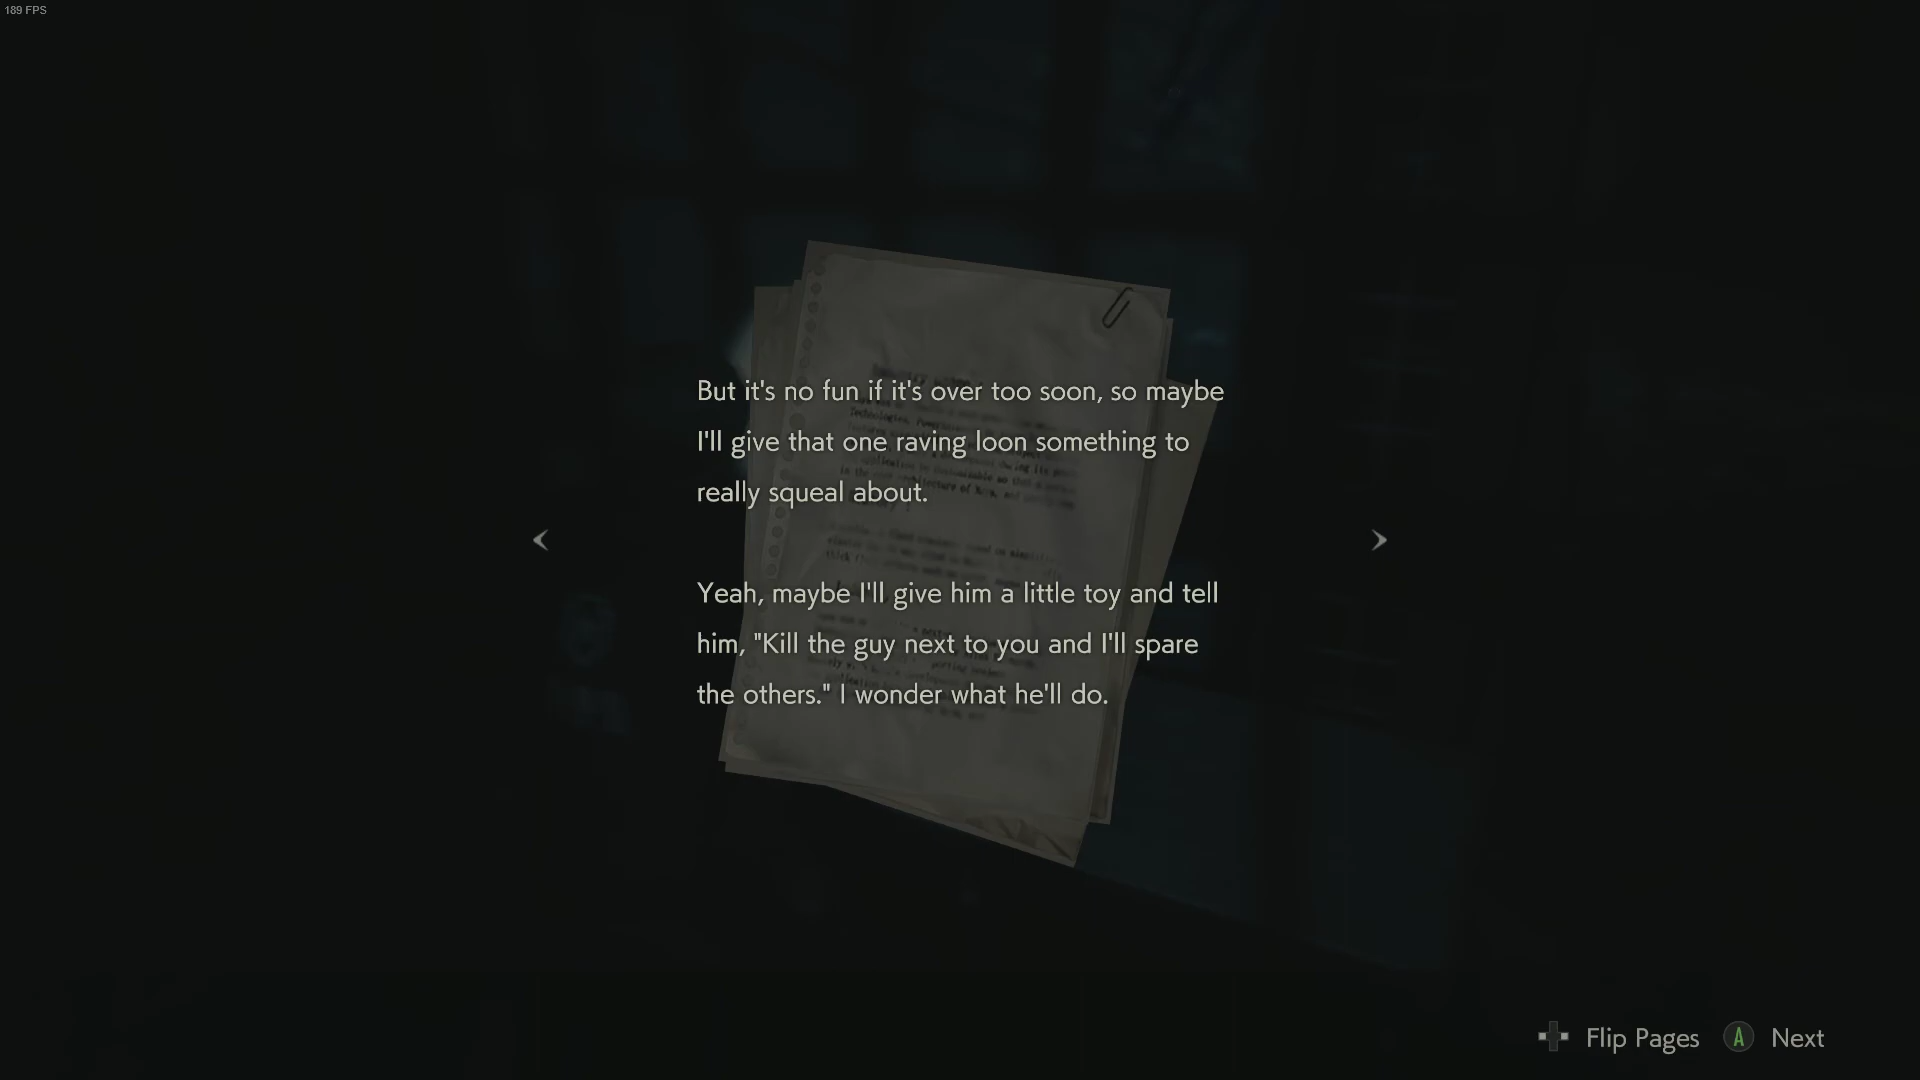 189 FPS
But it's no fun if it's over too soon, so maybe
I'll give that one raving loon something to
really squeal about.
Yeah, maybe I'll give him a little toy and tell
him, "Kill the guy next to you and I'll spare
the others." I wonder what he'll do.
Flip Pages A Next